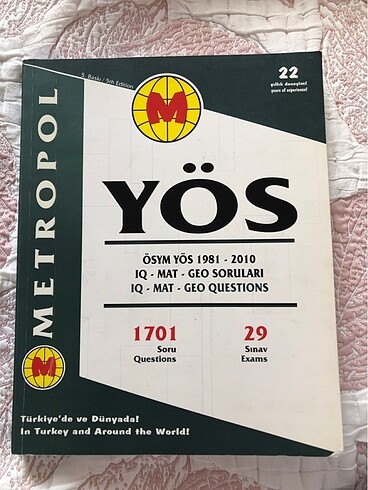 5. Baskı / 5th Edition
22
yıllık deneyim!
years of experience!
M
METROPOL
YÖS
ÖSYM YÖS 1981 - 2010
IQ - MAT - GEO SORULARI
IQ - MAT - GEO QUESTIONS
1701
Soru
Questions
29
Sınav
Exams
M
Türkiye'de ve Dünyada!
In Turkey and Around the World!